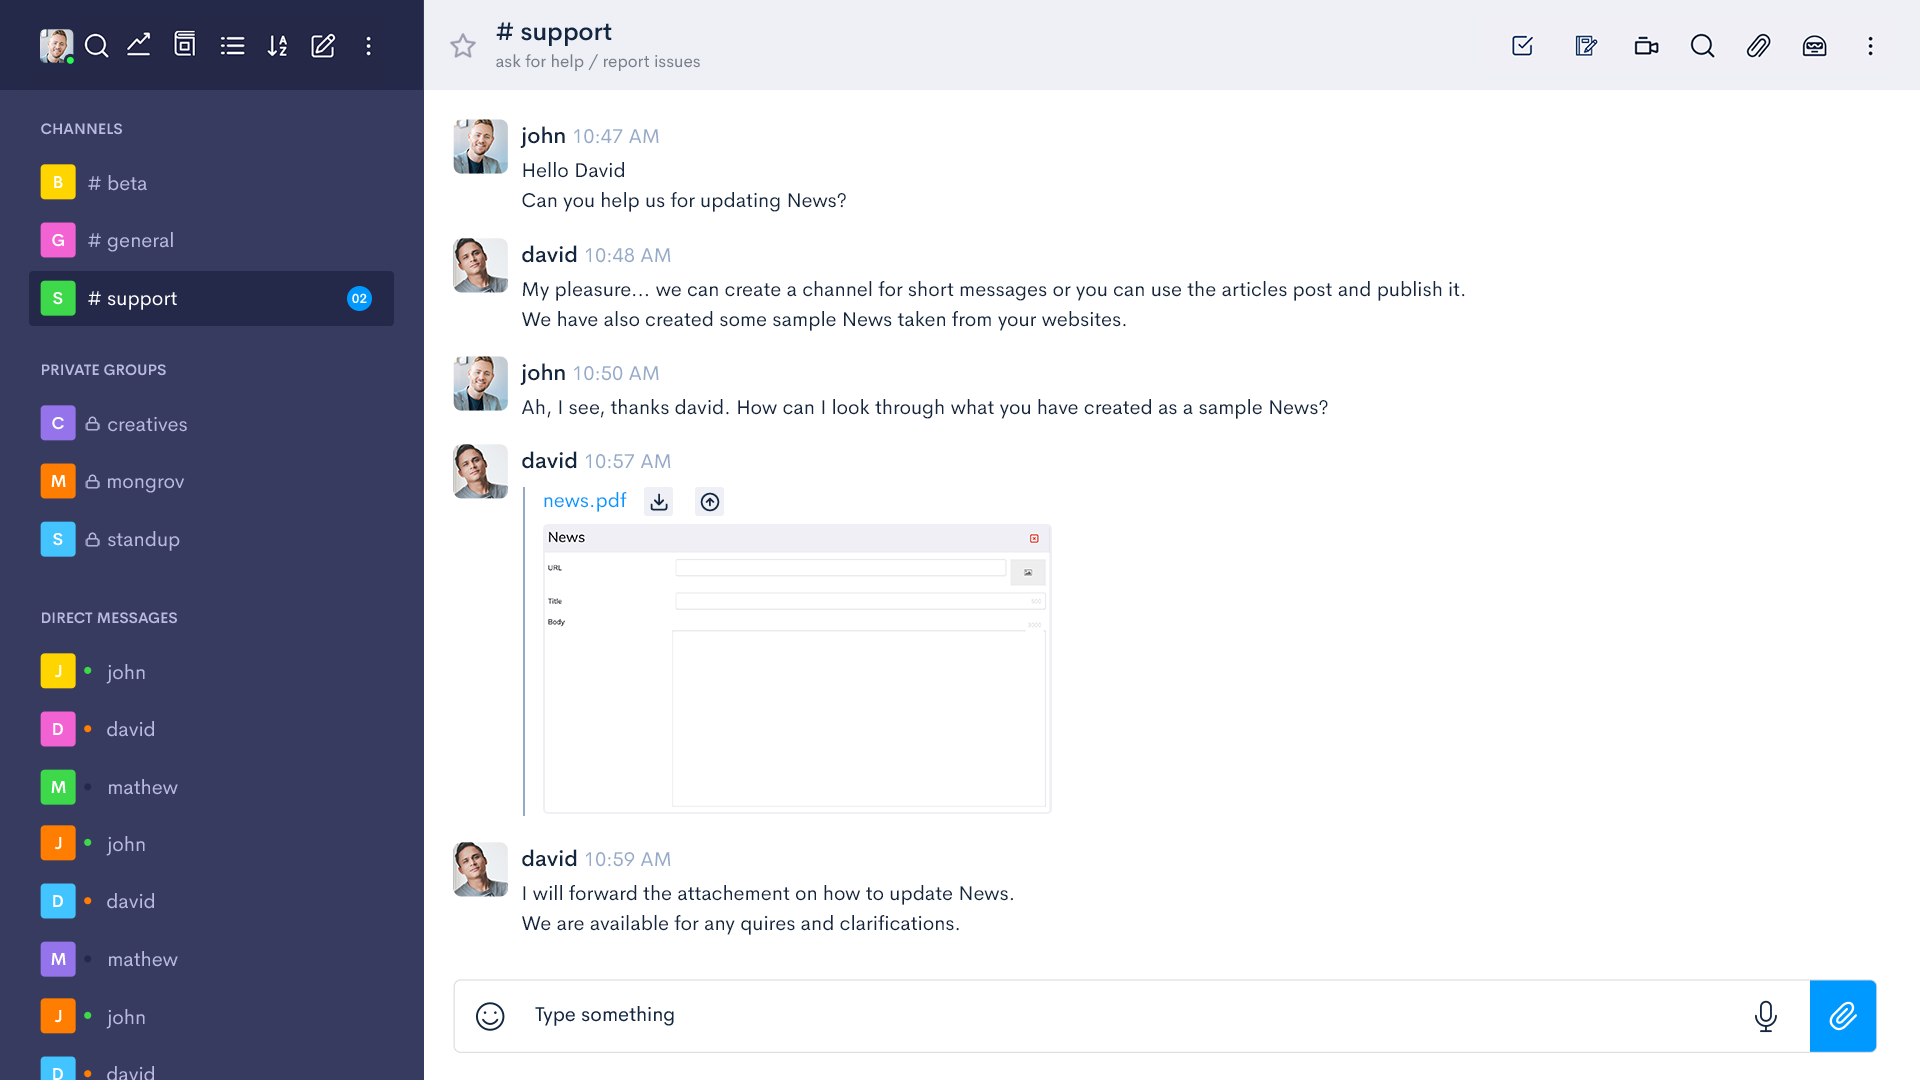 CHANNELS
B # beta
G # general
S # support 02
PRIVATE GROUPS
C creatives
M mongrov
S standup
DIRECT MESSAGES
J john
D david
M mathew
J john
D david
M mathew
J john
D david
# support
ask for help / report issues
john 10:47 AM
Hello David
Can you help us for updating News?
david 10:48 AM
My pleasure... we can create a channel for short messages or you can use the articles post and publish it.
We have also created some sample News taken from your websites.
john 10:50 AM
Ah, I see, thanks david. How can I look through what you have created as a sample News?
david 10:57 AM
news.pdf
News
URL
Title
Body
david 10:59 AM
I will forward the attachement on how to update News.
We are available for any quires and clarifications.
Type something